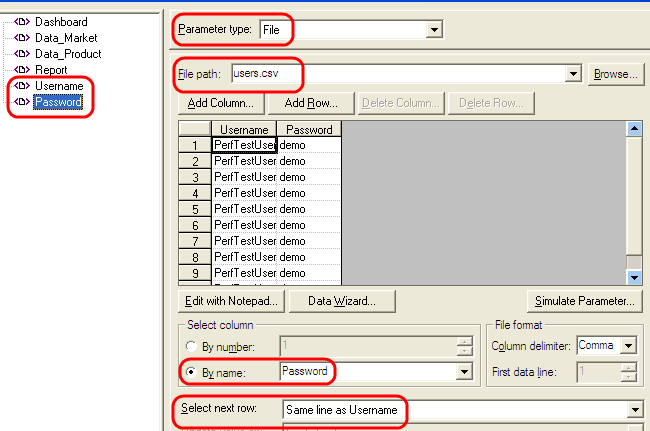 Dashboard
Data_Market
Data_Product
Report
Username
Password
Parameter type: File
File path: users.csv Browse...
Add Column... Add Row... Delete Column... Delete Row...
Username Password
1 PerfTestUser demo
2 PerfTestUser demo
3 PerfTestUser demo
4 PerfTestUser demo
5 PerfTestUser demo
6 PerfTestUser demo
7 PerfTestUser demo
8 PerfTestUser demo
9 PerfTestUser demo
Edit with Notepad... Data Wizard... Simulate Parameter...
Select column File format
By number: 1 Column delimiter: Comma
By name: Password First data line: 1
Select next row: Same line as Username